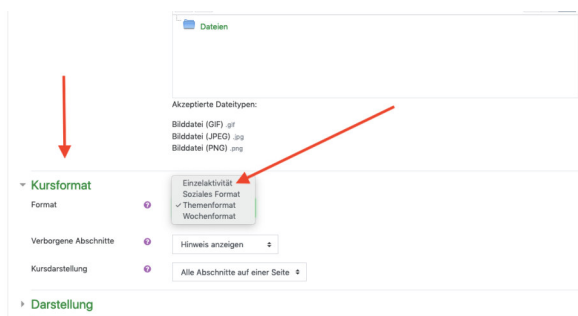 Dateien
Akzeptierte Dateitypen:
Bilddatei (GIF) .gif
Bilddatei (JPEG) .jpg
Bilddatei (PNG) .png
Kursformat
Format
Einzelaktivität
Soziales Format
✓ Themenformat
Wochenformat
Verborgene Abschnitte
Hinweis anzeigen
Kursdarstellung
Alle Abschnitte auf einer Seite
Darstellung